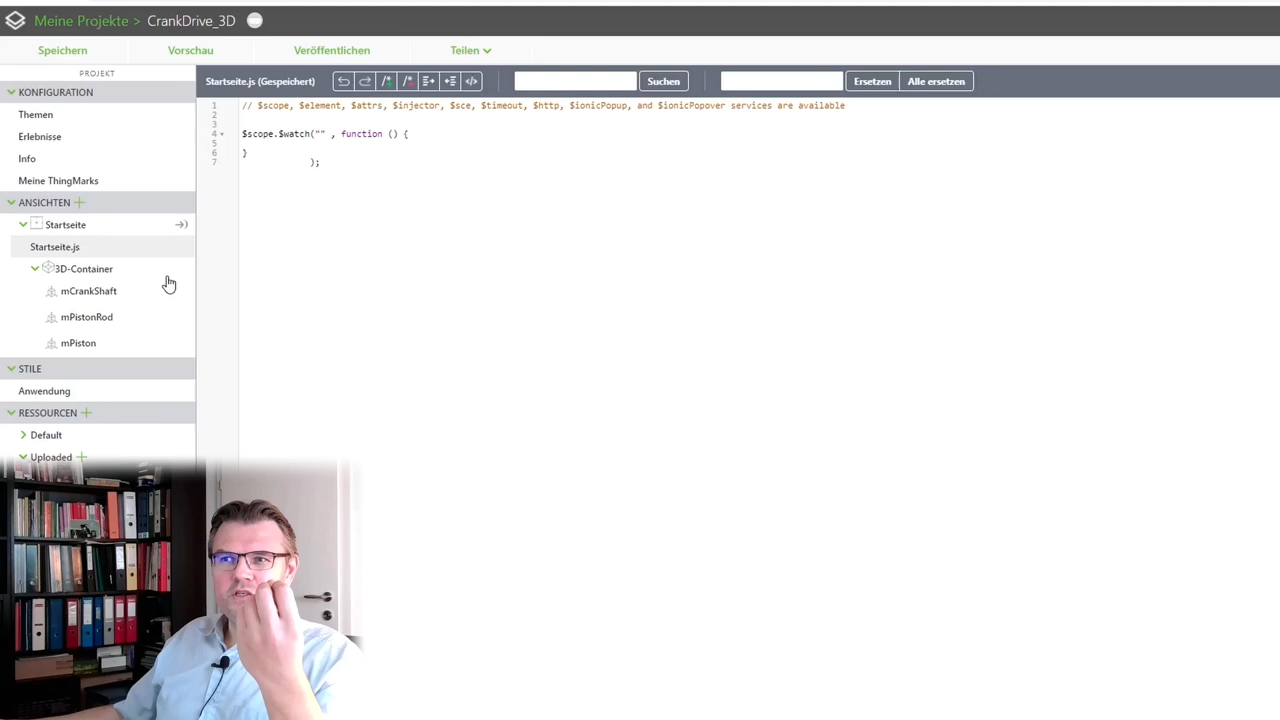 Meine Projekte > CrankDrive_3D
Speichern Vorschau Veröffentlichen Teilen
PROJEKT
KONFIGURATION
Themen
Erlebnisse
Info
Meine ThingMarks
ANSICHTEN
Startseite
Startseite.js
3D-Container
mCrankShaft
mPistonRod
mPiston
STILE
Anwendung
RESSOURCEN
Default
Uploaded
Startseite.js (Gespeichert) Suchen Ersetzen Alle ersetzen
1 // $scope, $element, $attrs, $injector, $sce, $timeout, $http, $ionicPopup, and $ionicPopover services are available
2
3
4 $scope.$watch("" , function () {
5
6 }
7 );